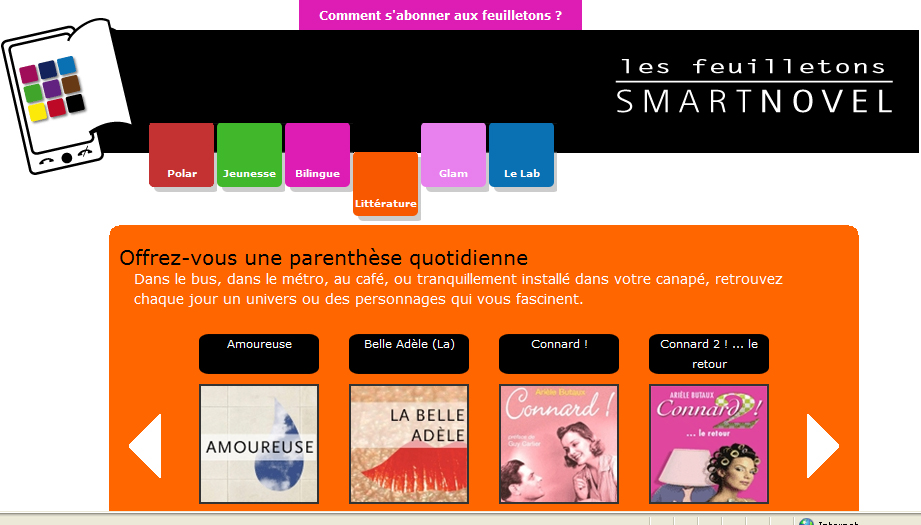 Comment s'abonner aux feuilletons ?
les feuilletons
SMARTNOVEL
Polar
Jeunesse
Bilingue
Littérature
Glam
Le Lab
Offrez-vous une parenthèse quotidienne
Dans le bus, dans le métro, au café, ou tranquillement installé dans votre canapé, retrouvez
chaque jour un univers ou des personnages qui vous fascinent.
Amoureuse
Belle Adèle (La)
Connard !
Connard 2 ! ... le
retour
AMOUREUSE
LA BELLE
ADÈLE
Arièle Butaux
Connard !
préface de
Guy Carlier
ARIÈLE BUTAUX
Connard 2!
... le retour